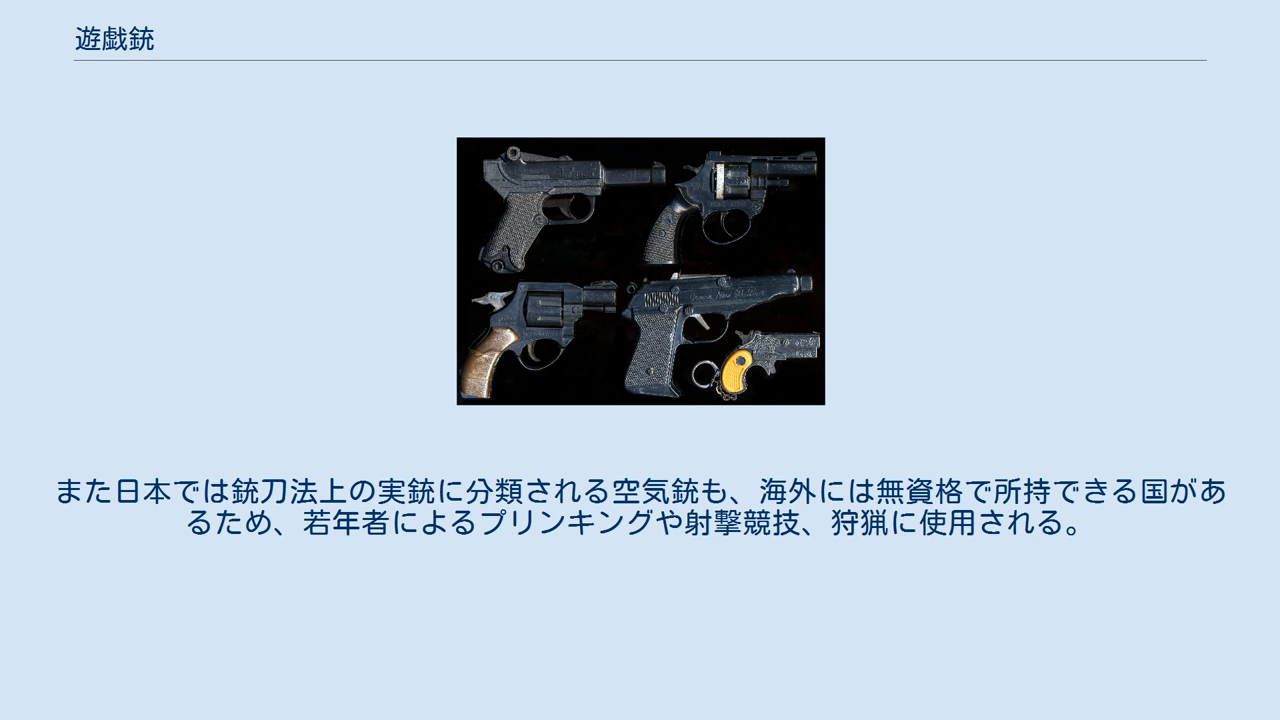 遊戯銃
また日本では銃刀法上の実銃に分類される空気銃も、海外には無資格で所持できる国があ
るため、若年者によるプリンキングや射撃競技、狩猟に使用される。